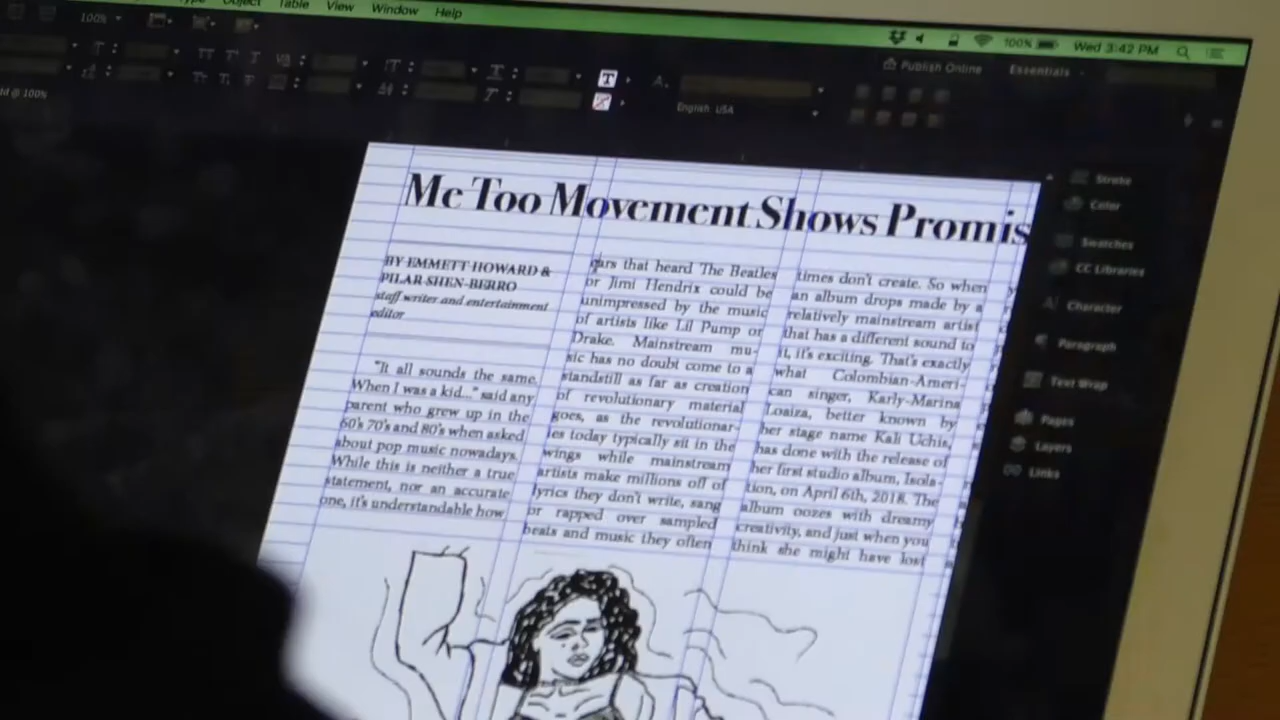 Object Table View Window Help
100% Wed 3:42 PM
100%
Publish Online Essentials
@ 100%
English: USA
Me Too Movement Shows Promis
BY EMMETT HOWARD &
PILAR SHEN-BERRO
staff writer and entertainment
editor
"It all sounds the same.
When I was a kid..." said any
parent who grew up in the
60's 70's and 80's when asked
about pop music nowadays.
While this is neither a true
statement, nor an accurate
one, it's understandable how
ears that heard The Beatles
or Jimi Hendrix could be
unimpressed by the music
of artists like Lil Pump or
Drake. Mainstream mu-
sic has no doubt come to a
standstill as far as creation
of revolutionary material
goes, as the revolutionar-
ies today typically sit in the
wings while mainstream
artists make millions off of
lyrics they don't write, sang
or rapped over sampled
beats and music they often
times don't create. So when
an album drops made by a
relatively mainstream artist
that has a different sound to
it, it's exciting. That's exactly
what Colombian-Ameri-
can singer, Karly-Marina
Loaiza, better known by
her stage name Kali Uchis,
has done with the release of
her first studio album, Isola-
tion, on April 6th, 2018. The
album oozes with dreamy
creativity, and just when you
think she might have lost
Stroke
Color
Swatches
CC Libraries
Character
Paragraph
Text Wrap
Pages
Layers
Links